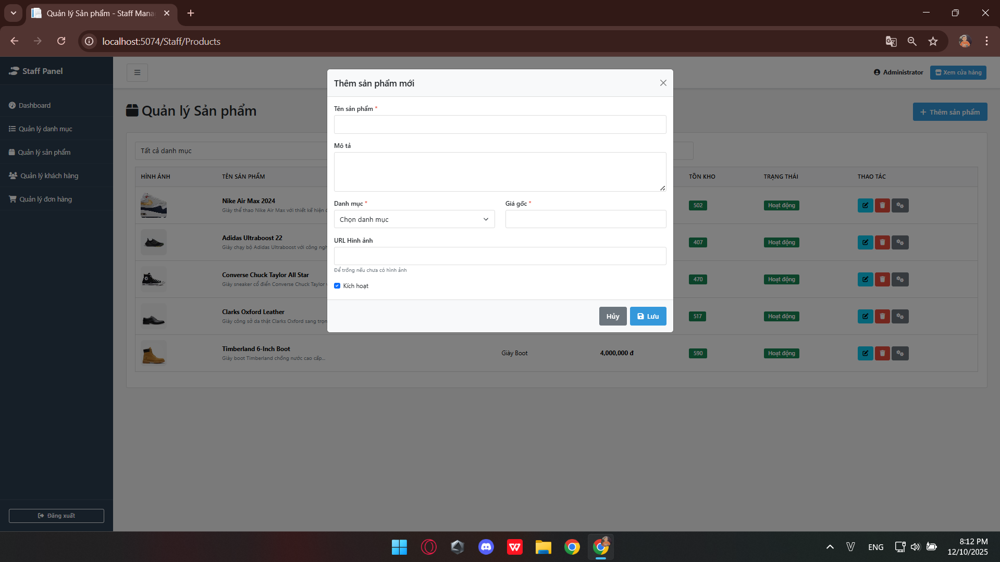 Quản lý Sản phẩm - Staff Mana
localhost:5074/Staff/Products
Staff Panel
Administrator
Xem cửa hàng
Dashboard
Quản lý danh mục
Quản lý sản phẩm
Quản lý khách hàng
Quản lý đơn hàng
Đăng xuất
Quản lý Sản phẩm
+ Thêm sản phẩm
Tất cả danh mục
HÌNH ẢNH TÊN SẢN PHẨM TỒN KHO TRẠNG THÁI THAO TÁC
Nike Air Max 2024
Giày thể thao Nike Air Max với thiết kế hiện
502 Hoạt động
Adidas Ultraboost 22
Giày chạy bộ Adidas Ultraboost với công
407 Hoạt động
Converse Chuck Taylor All Star
Giày sneaker cổ điển Converse Chuck Taylor
470 Hoạt động
Clarks Oxford Leather
Giày công sở da thật Clarks Oxford sang
517 Hoạt động
Timberland 6-Inch Boot
Giày boot Timberland chống nước cao cấp...
Giày Boot 4,000,000 đ 590 Hoạt động
Thêm sản phẩm mới
Tên sản phẩm *
Mô tả
Danh mục * Giá gốc *
Chọn danh mục
URL Hình ảnh
Để trống nếu chưa có hình ảnh
Kích hoạt
Hủy Lưu
ENG
8:12 PM
12/10/2025